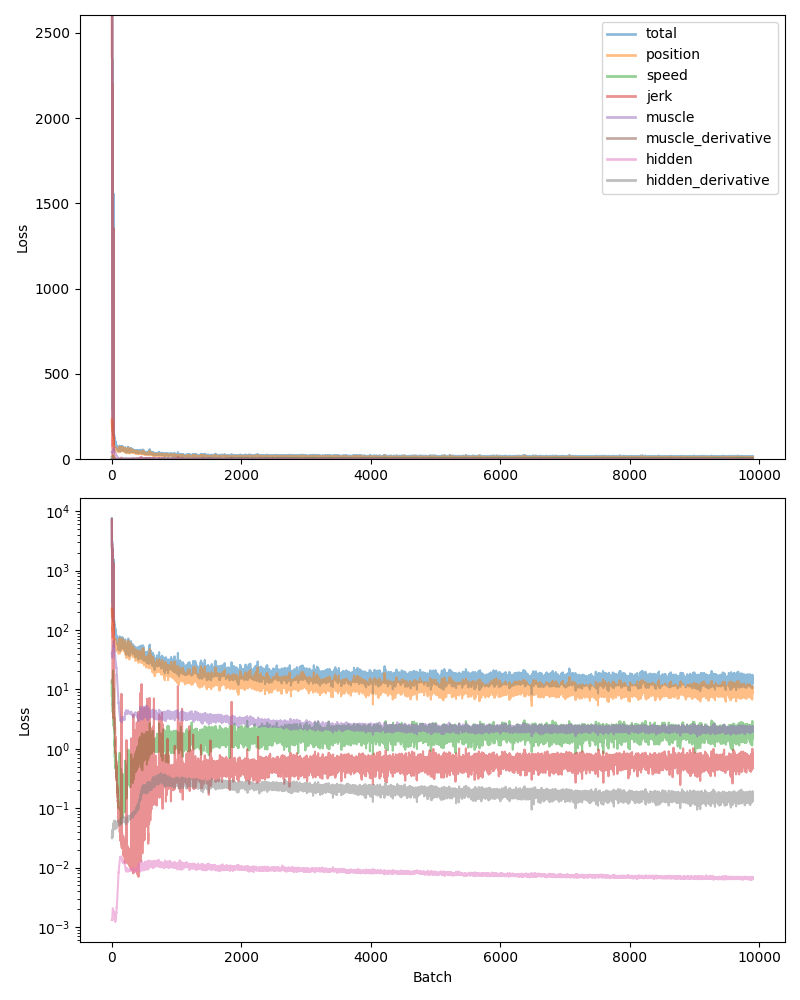 2500
2000
1500
1000
500
0
Loss
total
position
speed
jerk
muscle
muscle_derivative
hidden
hidden_derivative
0 2000 4000 6000 8000 10000
10^4
10^3
10^2
10^1
10^0
10^-1
10^-2
10^-3
Loss
0 2000 4000 6000 8000 10000
Batch